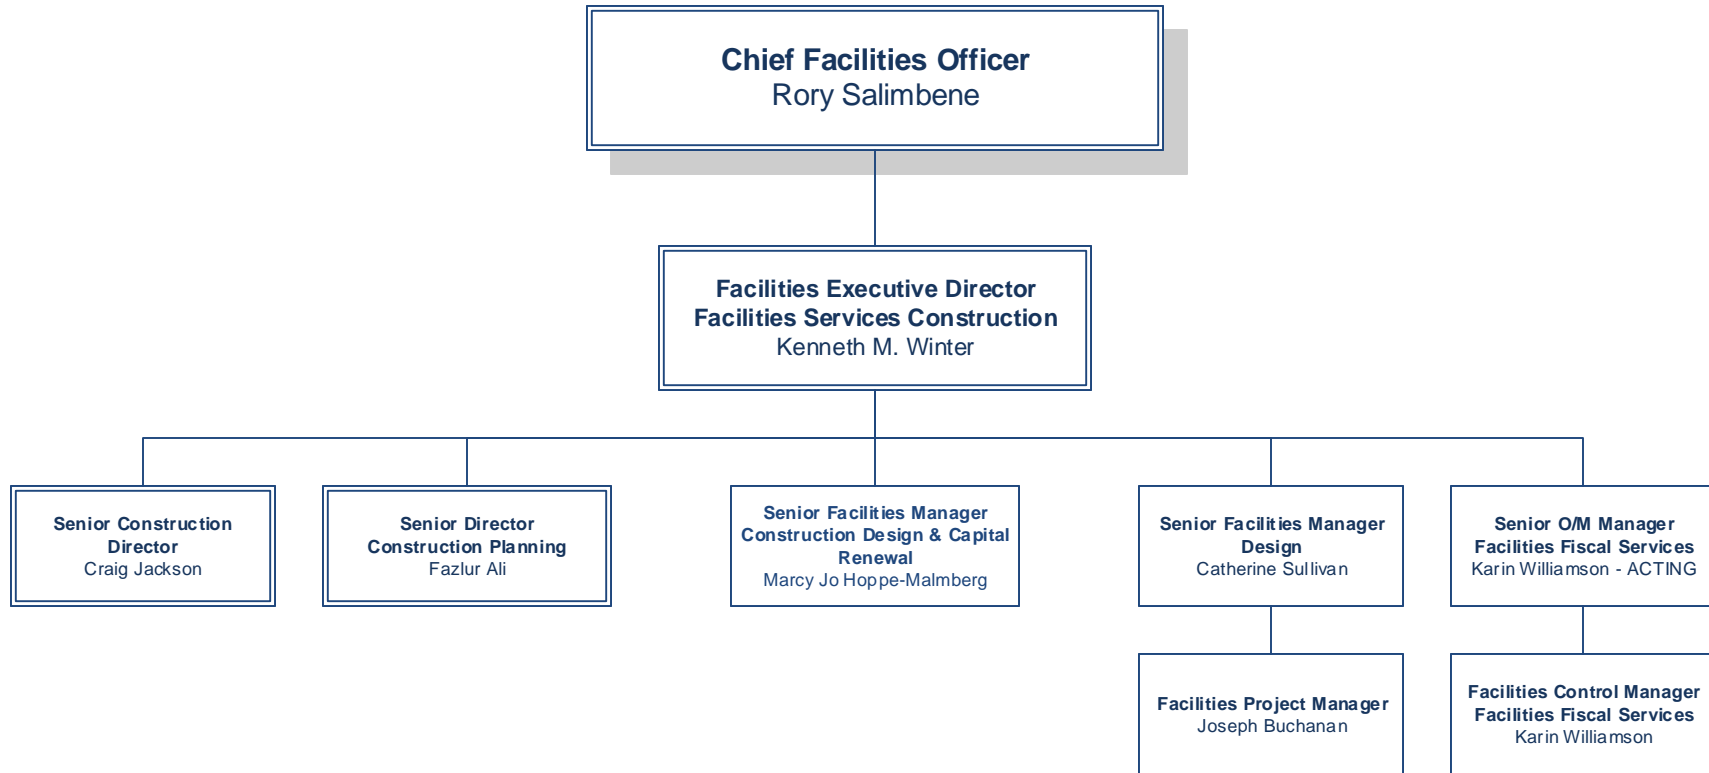 Chief Facilities Officer
Rory Salimbene
Facilities Executive Director
Facilities Services Construction
Kenneth M. Winter
Senior Construction
Director
Craig Jackson
Senior Director
Construction Planning
Fazlur Ali
Senior Facilities Manager
Construction Design & Capital
Renewal
Marcy Jo Hoppe-Malmberg
Senior Facilities Manager
Design
Catherine Sullivan
Senior O/M Manager
Facilities Fiscal Services
Karin Williamson - ACTING
Facilities Project Manager
Joseph Buchanan
Facilities Control Manager
Facilities Fiscal Services
Karin Williamson